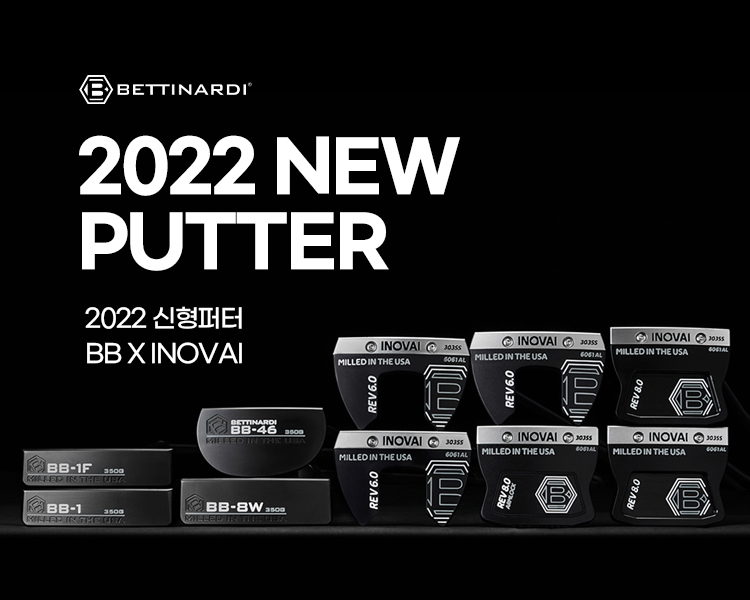 BETTINARDI®
2022 NEW
PUTTER
2022 신형퍼터
BB X INOVAI
INOVAI 303SS
MILLED IN THE USA 6061AL
REV 6.0
INOVAI 303SS
MILLED IN THE USA 6061AL
REV 6.0
INOVAI 303SS
MILLED IN THE USA 6061AL
REV 8.0
BETTINARDI
BB-46 350G
MILLED IN THE USA
INOVAI 303SS
MILLED IN THE USA 6061AL
REV 6.0
INOVAI 303SS
MILLED IN THE USA 6061AL
REV 8.0
ARMLOCK
INOVAI 303SS
MILLED IN THE USA 6061AL
REV 8.0
BB-1F 350G
MILLED IN THE USA
BB-1 350G
MILLED IN THE USA
BB-8W 350G
MILLED IN THE USA